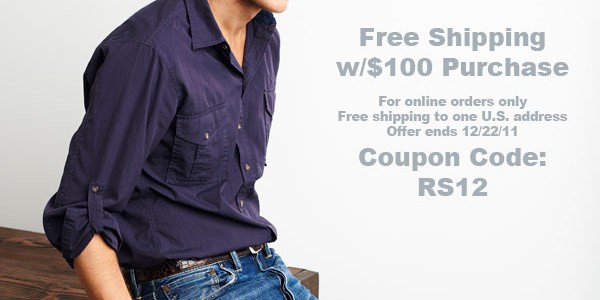 Free Shipping
w/$100 Purchase
For online orders only
Free shipping to one U.S. address
Offer ends 12/22/11
Coupon Code:
RS12